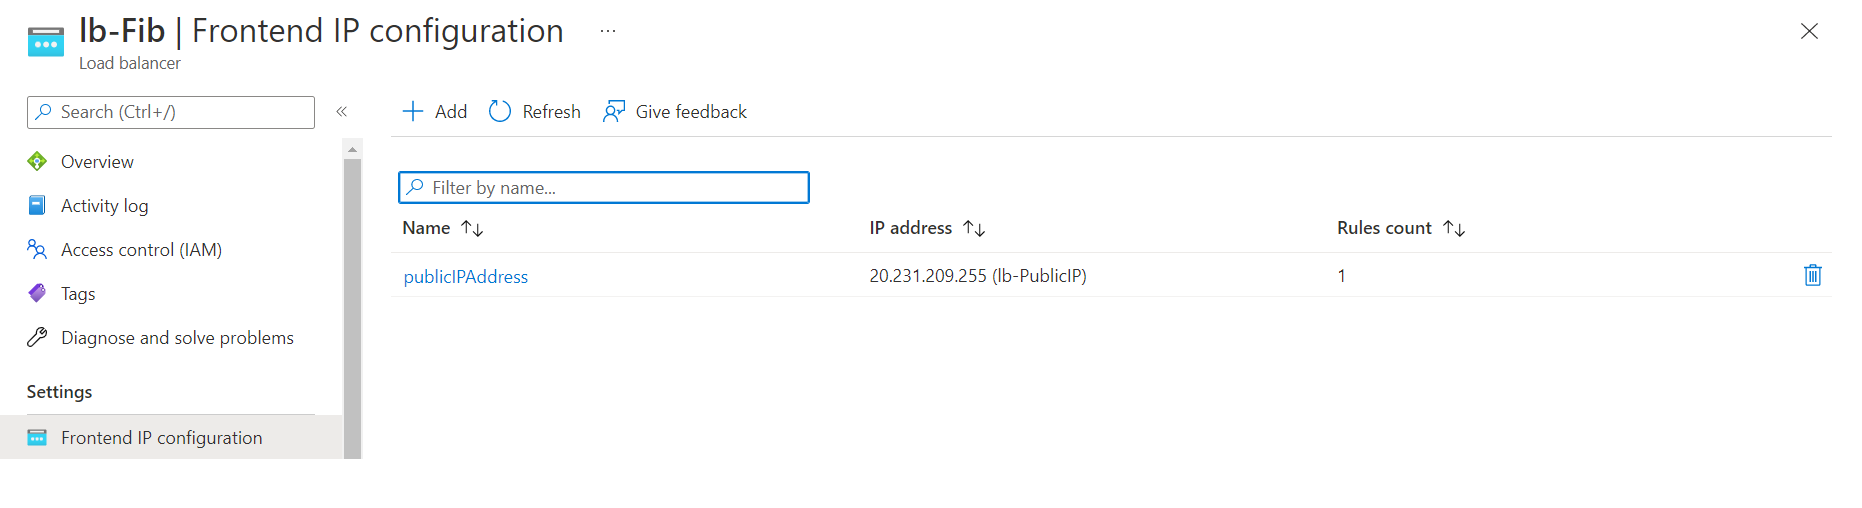 lb-Fib | Frontend IP configuration ...
Load balancer
Search (Ctrl+/)
«
Overview
Activity log
Access control (IAM)
Tags
Diagnose and solve problems
Settings
Frontend IP configuration
Add Refresh Give feedback
Filter by name...
Name IP address Rules count
publicIPAddress 20.231.209.255 (lb-PublicIP) 1